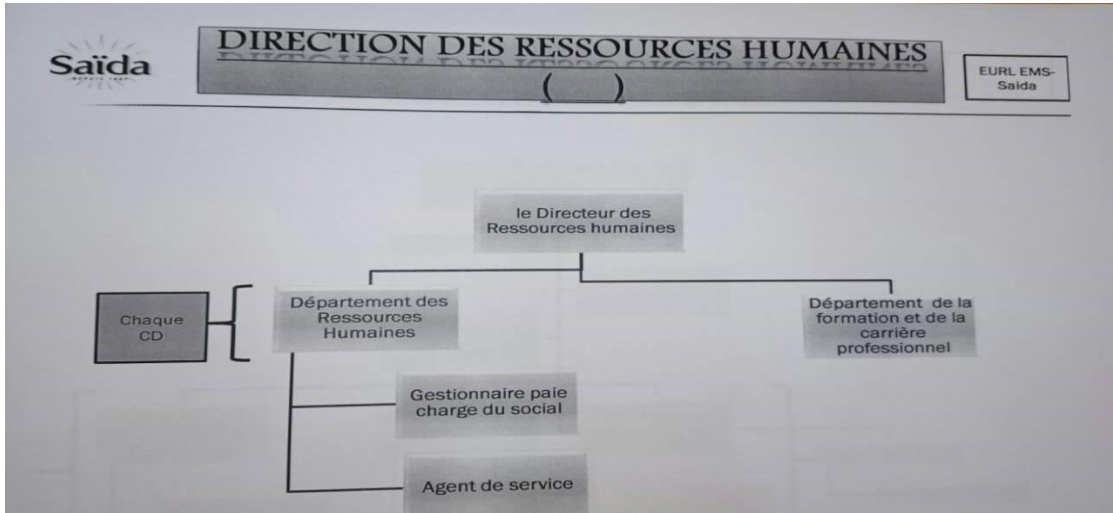 Saïda
DIRECTION DES RESSOURCES HUMAINES
( )
EURL EMS-
Saida
le Directeur des
Ressources humaines
Chaque
CD
Département des
Ressources
Humaines
Département de la
formation et de la
carrière
professionnel
Gestionnaire paie
charge du social
Agent de service